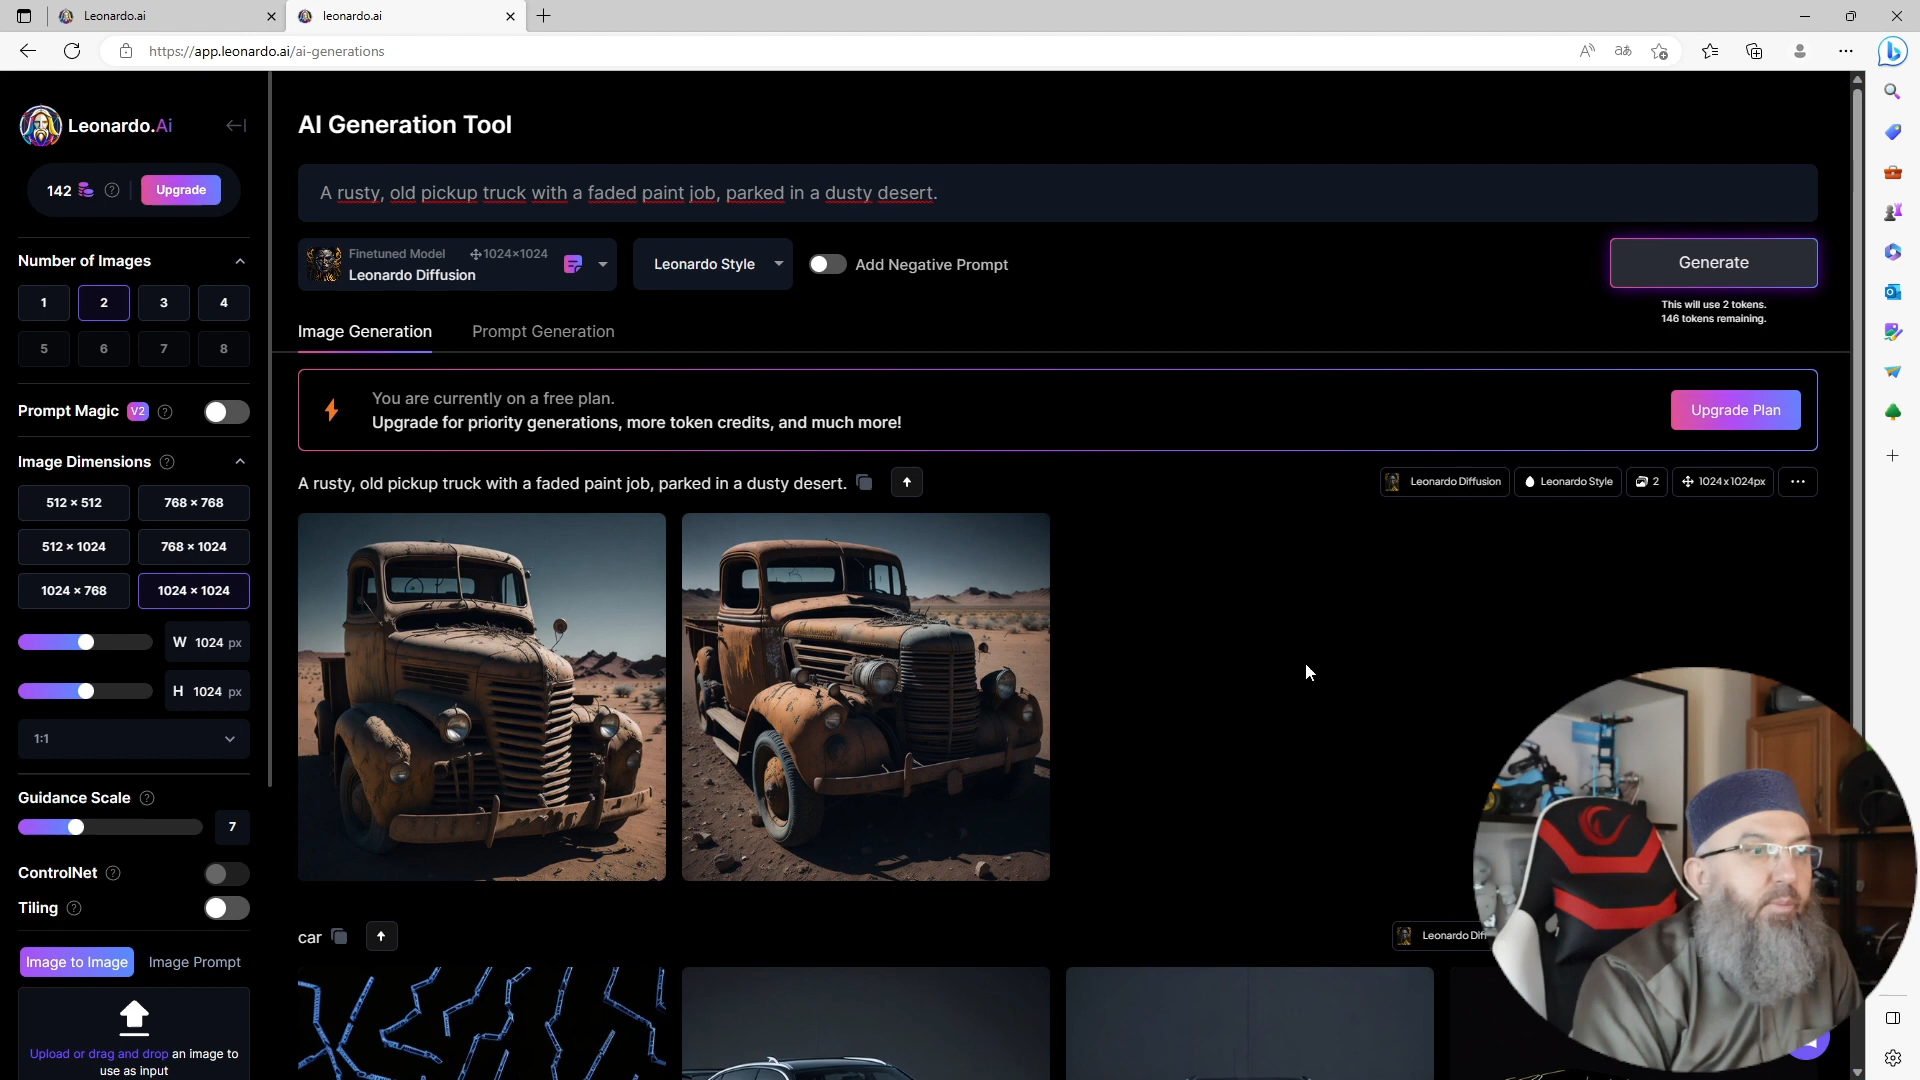 Leonardo.ai
leonardo.ai
https://app.leonardo.ai/ai-generations
Leonardo.Ai
142
Upgrade
Number of Images
1 2 3 4
5 6 7 8
Prompt Magic V2
Image Dimensions
512 × 512 768 × 768
512 × 1024 768 × 1024
1024 × 768 1024 × 1024
W 1024 px
H 1024 px
1:1
Guidance Scale
7
ControlNet
Tiling
Image to Image Image Prompt
Upload or drag and drop an image to
use as input
AI Generation Tool
A rusty, old pickup truck with a faded paint job, parked in a dusty desert.
Finetuned Model 1024×1024
Leonardo Diffusion
Leonardo Style
Add Negative Prompt
Generate
This will use 2 tokens.
146 tokens remaining.
Image Generation Prompt Generation
You are currently on a free plan.
Upgrade for priority generations, more token credits, and much more!
Upgrade Plan
A rusty, old pickup truck with a faded paint job, parked in a dusty desert.
Leonardo Diffusion Leonardo Style 2 1024x1024px
car
Leonardo Diff